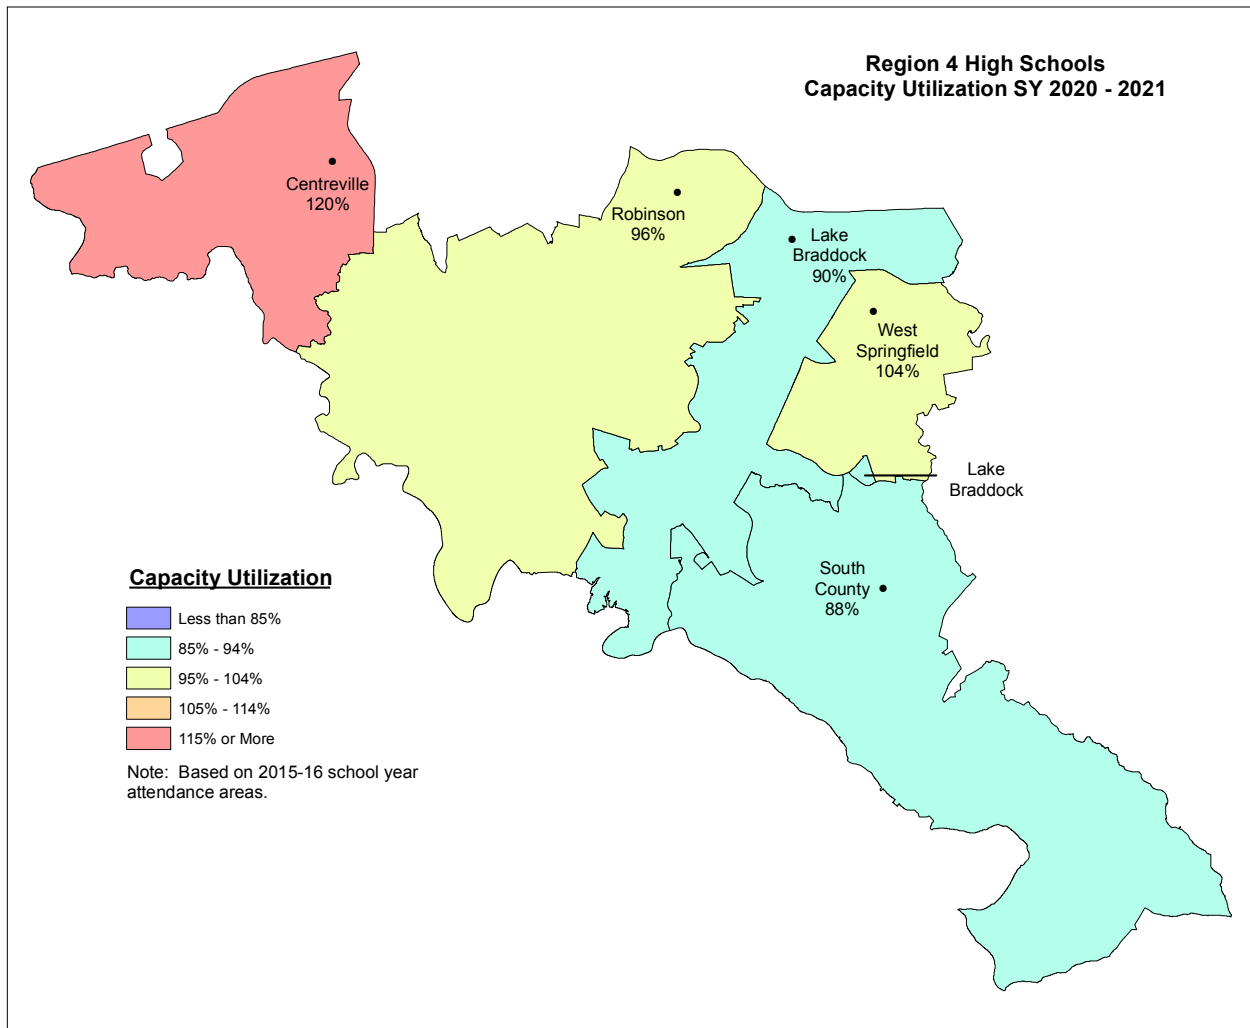 Region 4 High Schools
Capacity Utilization SY 2020 - 2021
Centreville
120%
Robinson
96%
Lake
Braddock
90%
West
Springfield
104%
Lake
Braddock
South
County
88%
Capacity Utilization
Less than 85%
85% - 94%
95% - 104%
105% - 114%
115% or More
Note:  Based on 2015-16 school year
attendance areas.